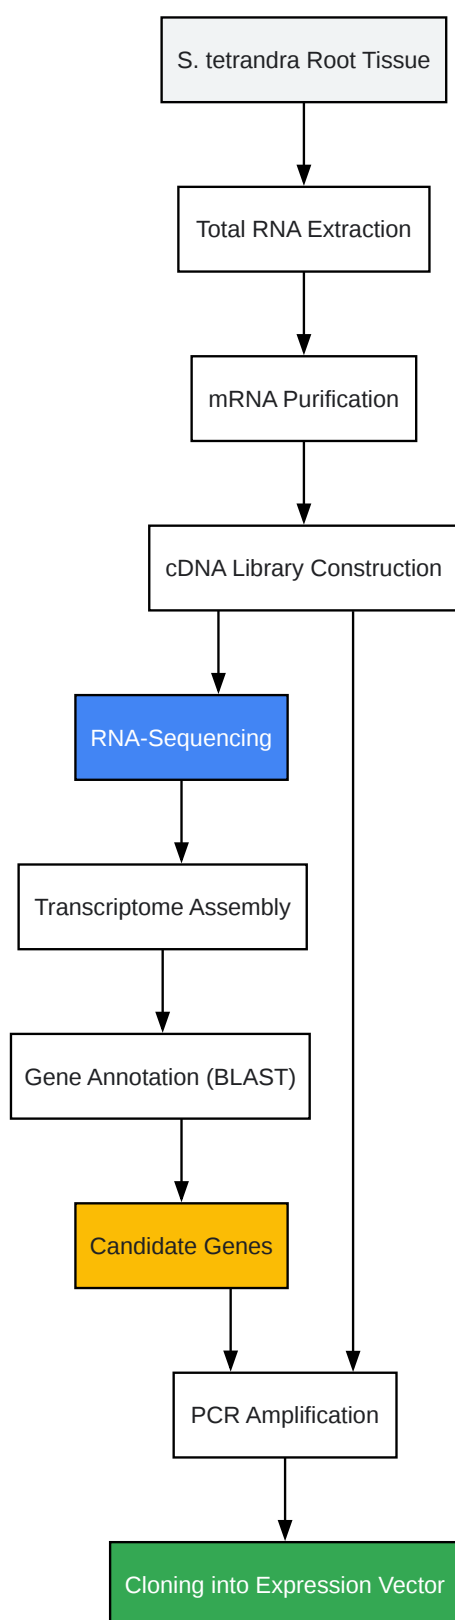 S. tetrandra Root Tissue
Total RNA Extraction
mRNA Purification
cDNA Library Construction
RNA-Sequencing
Transcriptome Assembly
Gene Annotation (BLAST)
Candidate Genes
PCR Amplification
Cloning into Expression Vector